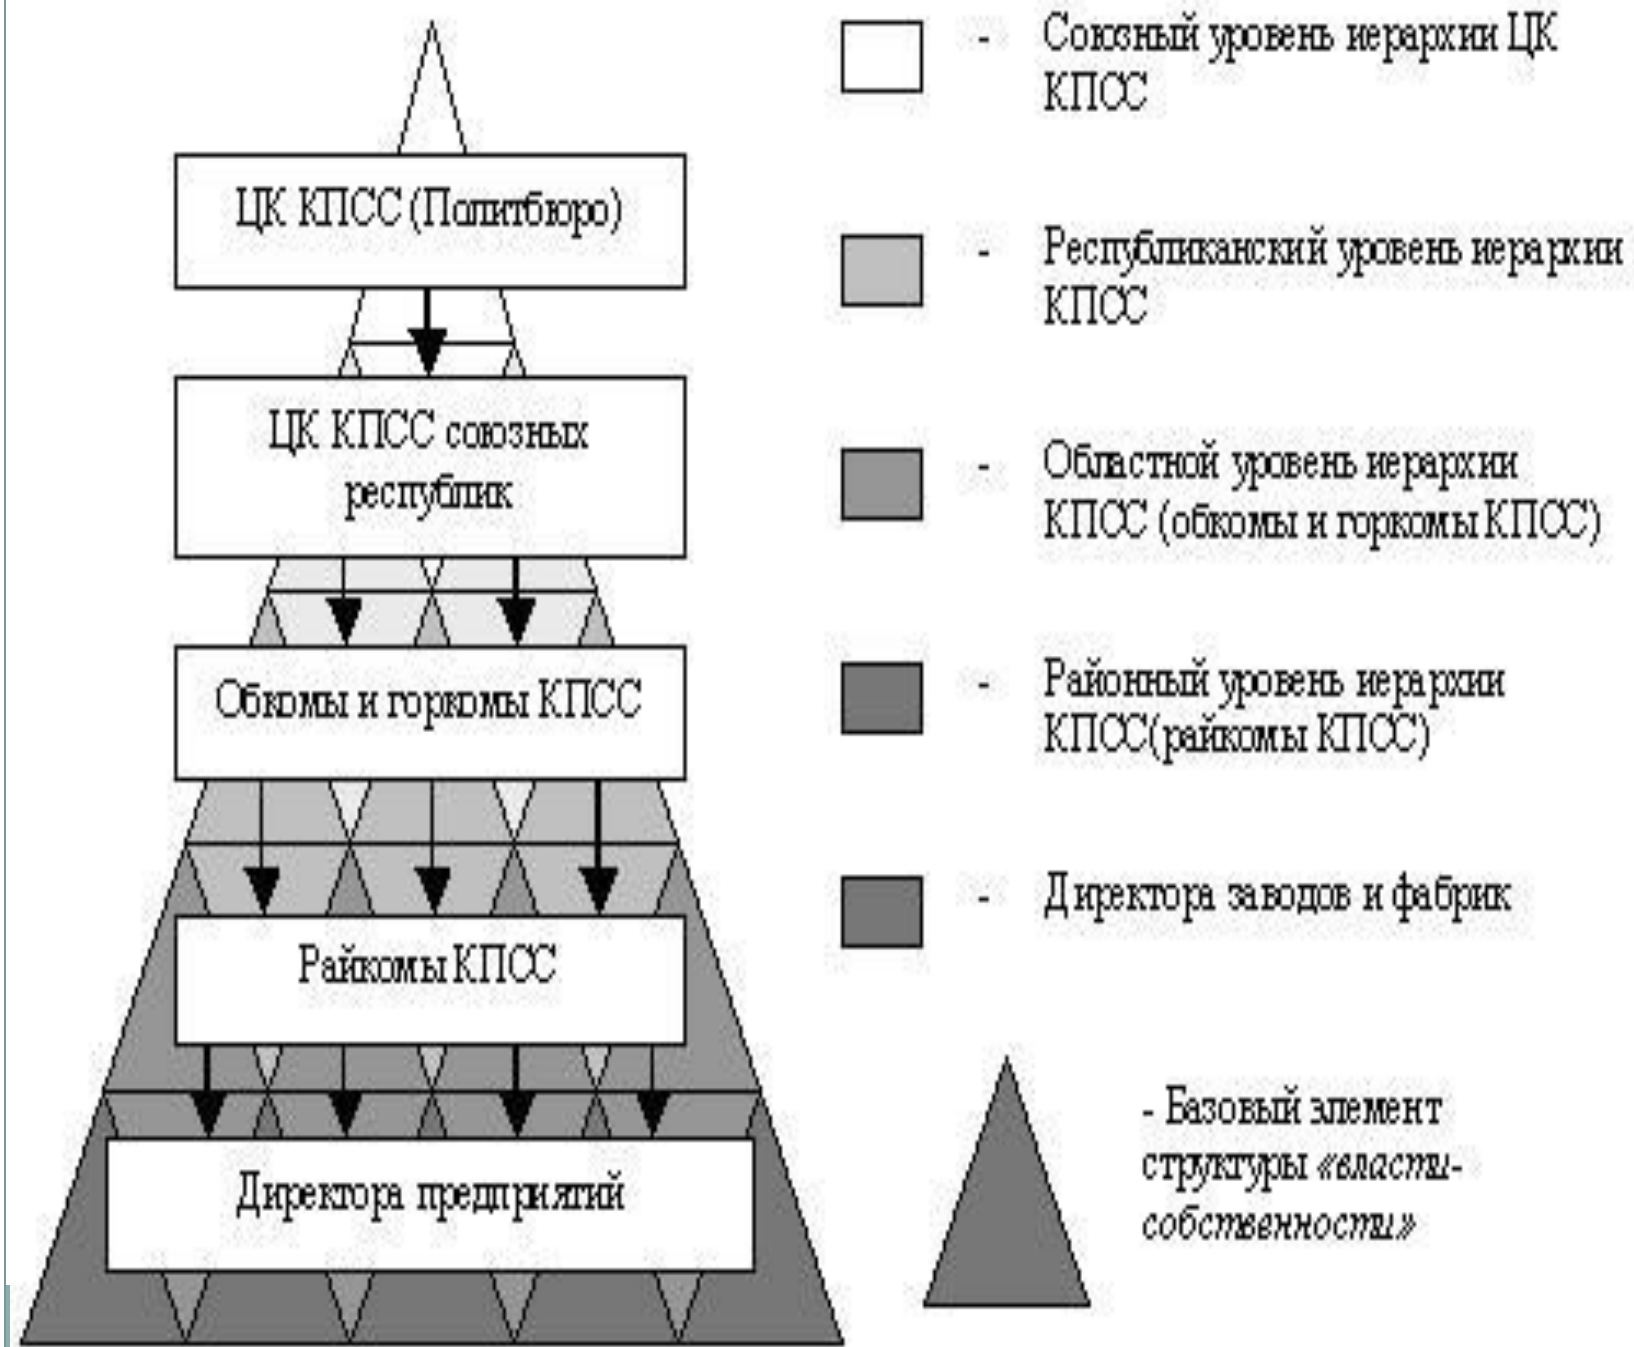 ЦК КПСС (Политбюро)
ЦК КПСС союзных
республик
Обкомы и горкомы КПСС
Райкомы КПСС
Директора предприятий
- Союзный уровень иерархии ЦК
КПСС
- Республиканский уровень иерархии
КПСС
- Областной уровень иерархии
КПСС (обкомы и горкомы КПСС)
- Районный уровень иерархии
КПСС(райкомы КПСС)
- Директора заводов и фабрик
- Базовый элемент
структуры «власти-
собственности»